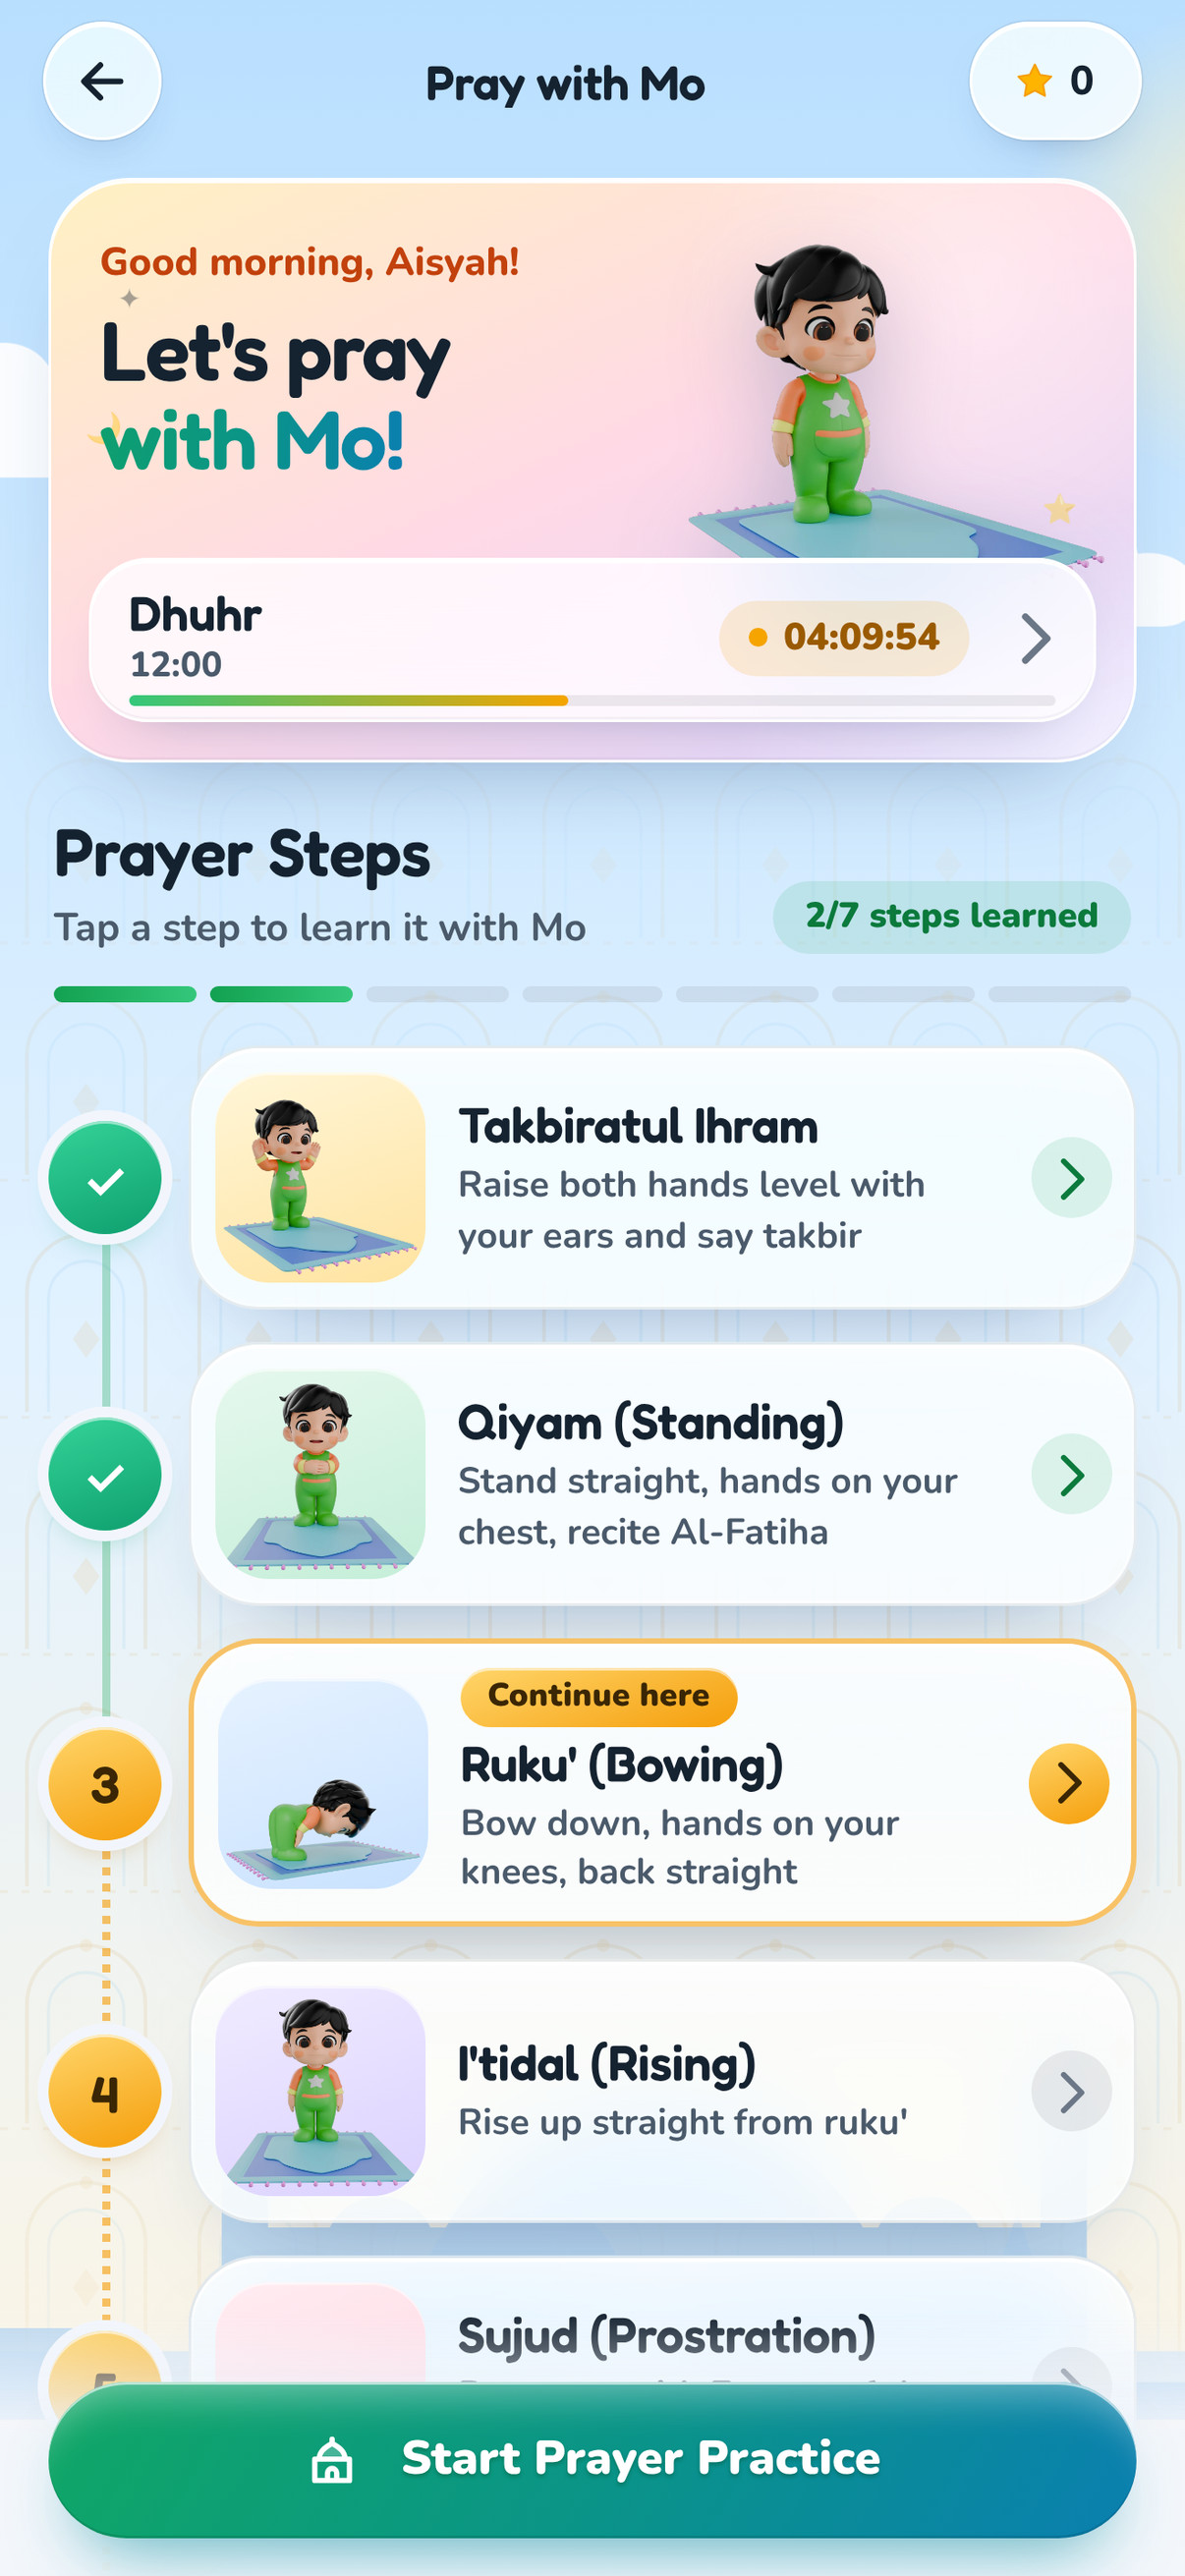 Pray with Mo
0
Good morning, Aisyah!
Let's pray
with Mo!
Dhuhr
12:00
04:09:54
Prayer Steps
Tap a step to learn it with Mo
2/7 steps learned
Takbiratul Ihram
Raise both hands level with
your ears and say takbir
Qiyam (Standing)
Stand straight, hands on your
chest, recite Al-Fatiha
Continue here
3
Ruku' (Bowing)
Bow down, hands on your
knees, back straight
4
I'tidal (Rising)
Rise up straight from ruku'
Sujud (Prostration)
Start Prayer Practice